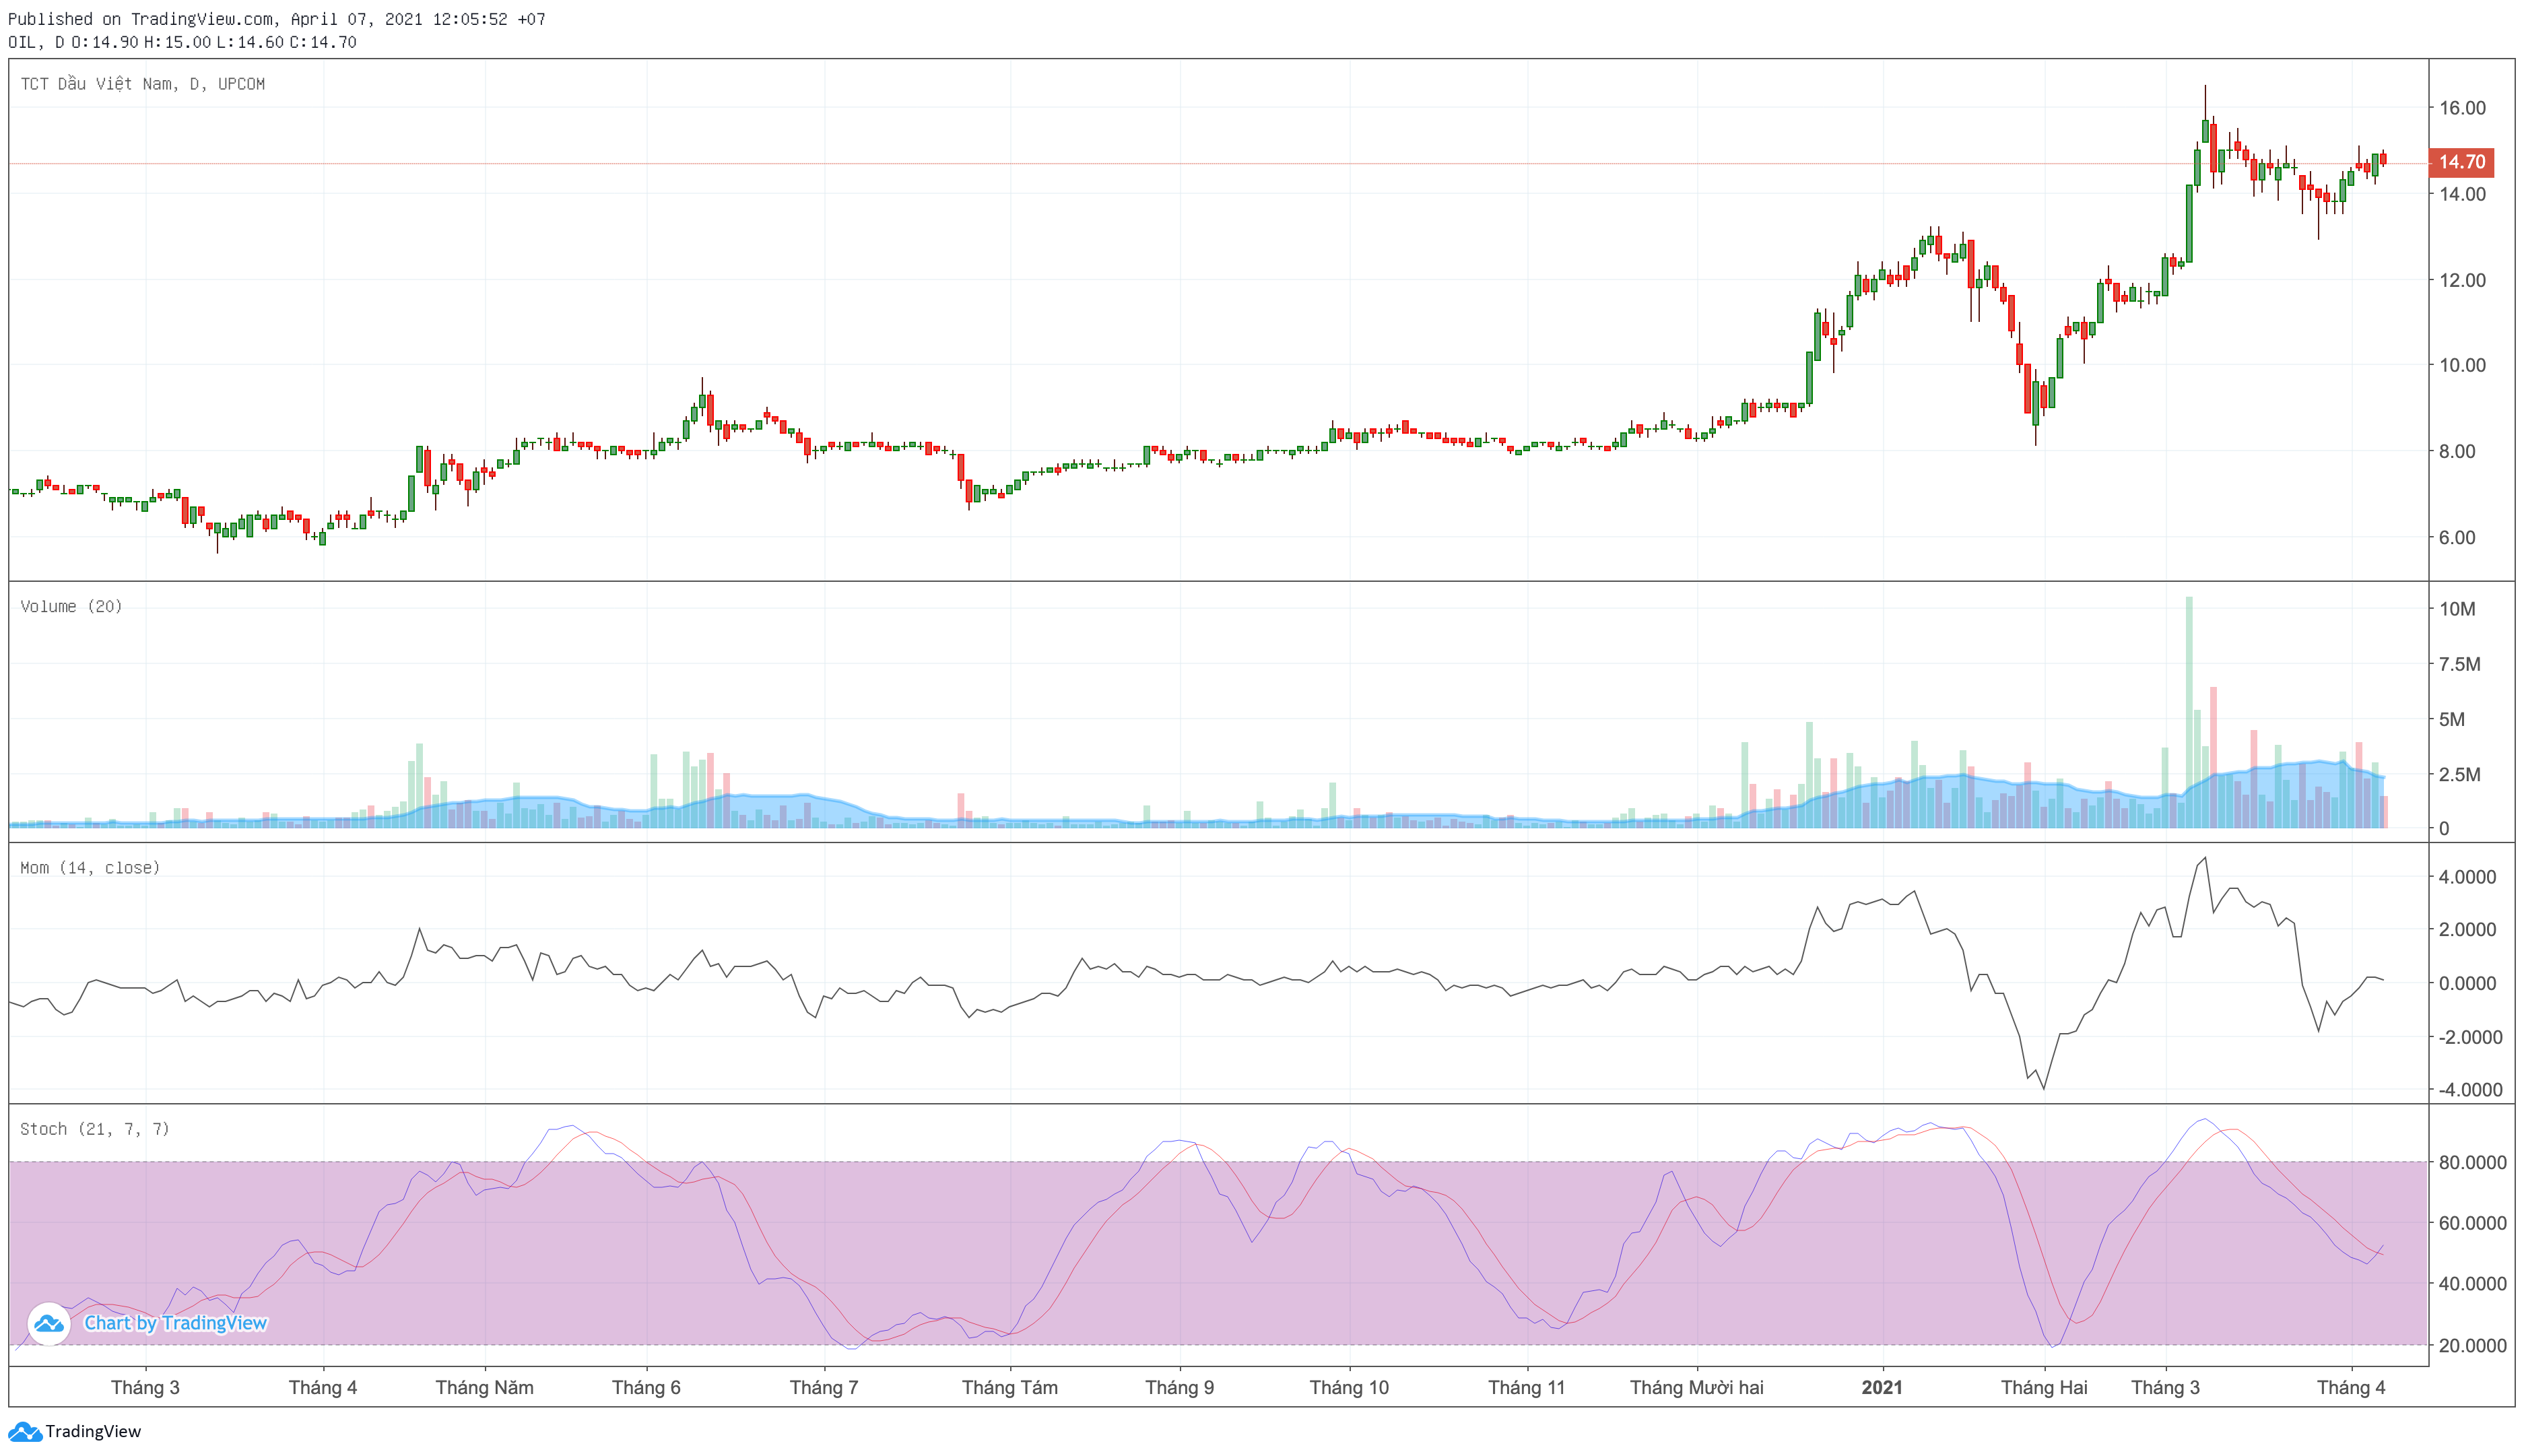 Published on TradingView.com, April 07, 2021 12:05:52 +07
OIL, D O:14.90 H:15.00 L:14.60 C:14.70
TCT Dầu Việt Nam, D, UPCOM
16.00
14.70
14.00
12.00
10.00
8.00
6.00
Volume (20)
10M
7.5M
5M
2.5M
0
Mom (14, close)
4.0000
2.0000
0.0000
-2.0000
-4.0000
Stoch (21, 7, 7)
80.0000
60.0000
40.0000
20.0000
Chart by TradingView
Tháng 3 Tháng 4 Tháng Năm Tháng 6 Tháng 7 Tháng Tám Tháng 9 Tháng 10 Tháng 11 Tháng Mười hai 2021 Tháng Hai Tháng 3 Tháng 4
TradingView